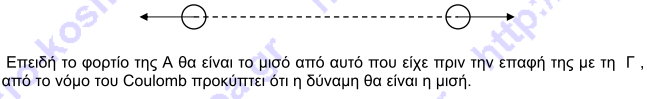 Επειδή το φορτίο της Α θα είναι το μισό από αυτό που είχε πριν την επαφή της με τη Γ ,
από το νόμο του Coulomb προκύπτει ότι η δύναμη θα είναι η μισή.